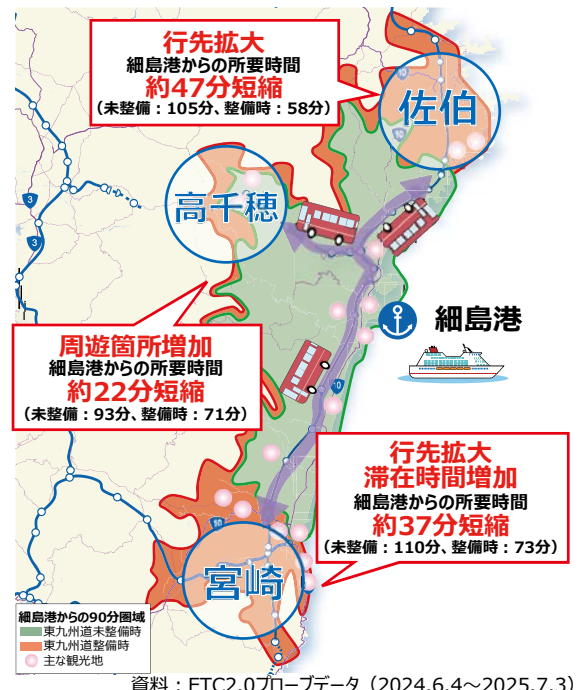 行先拡大
細島港からの所要時間
約47分短縮
(未整備:105分、整備時:58分)
佐伯
10
高千穂
3
3
細島港
周遊箇所増加
細島港からの所要時間
約22分短縮
(未整備:93分、整備時:71分)
10
行先拡大
滞在時間増加
細島港からの所要時間
約37分短縮
(未整備:110分、整備時:73分)
10
宮崎
細島港からの90分圏域
東九州道未整備時
東九州道整備時
主な観光地
資料:ETC2.0プローブデータ(2024.6.4~2025.7.3)